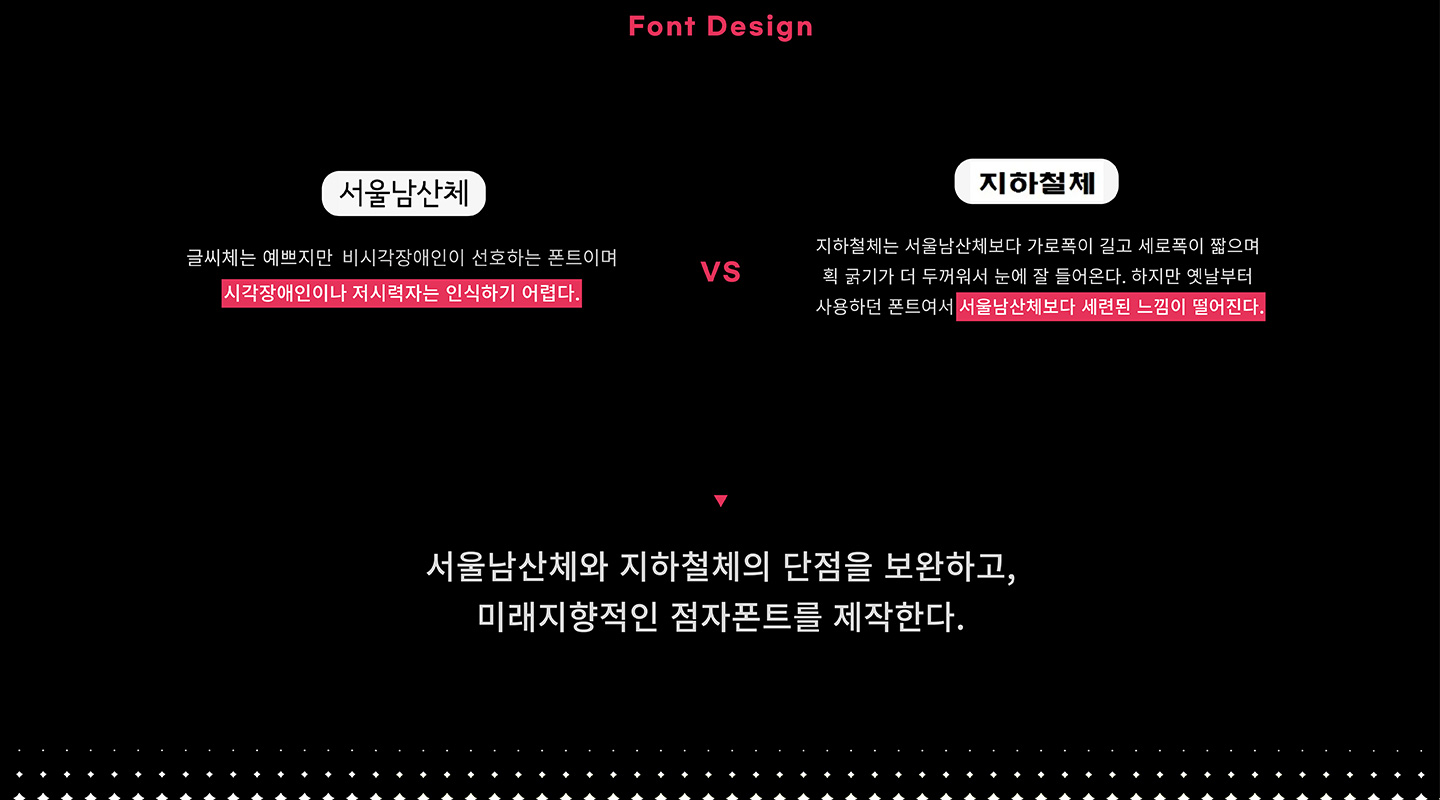 Font Design
서울남산체
글씨체는 예쁘지만 비시각장애인이 선호하는 폰트이며
시각장애인이나 저시력자는 인식하기 어렵다.
VS
지하철체
지하철체는 서울남산체보다 가로폭이 길고 세로폭이 짧으며
획 굵기가 더 두꺼워서 눈에 잘 들어온다. 하지만 옛날부터
사용하던 폰트여서 서울남산체보다 세련된 느낌이 떨어진다.
서울남산체와 지하철체의 단점을 보완하고,
미래지향적인 점자폰트를 제작한다.